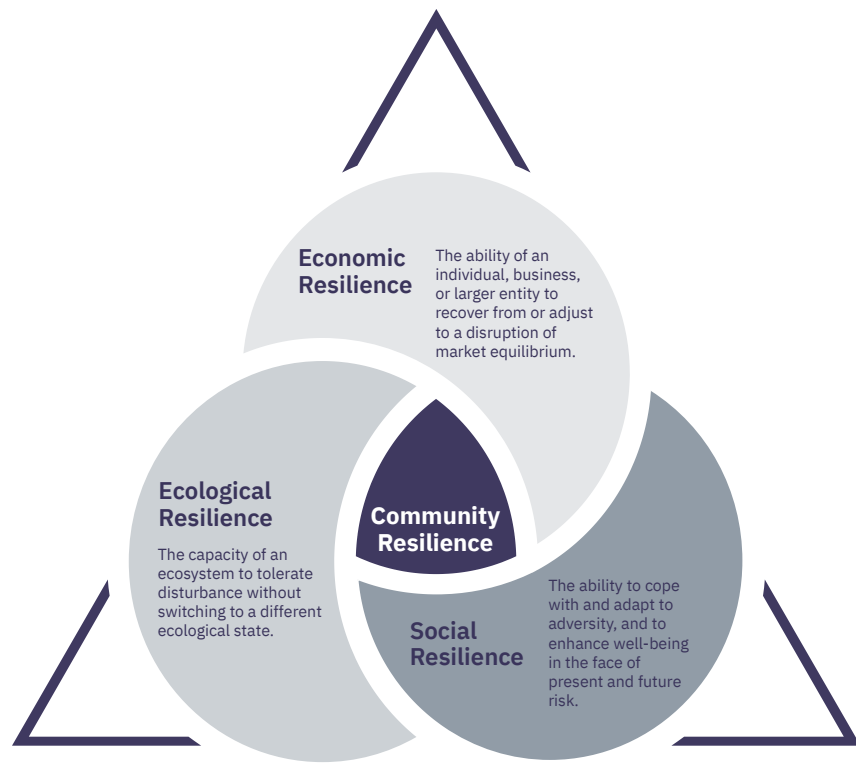 Economic
Resilience
The ability of an
individual, business,
or larger entity to
recover from or adjust
to a disruption of
market equilibrium.
Ecological
Resilience
The capacity of an
ecosystem to tolerate
disturbance without
switching to a different
ecological state.
Community
Resilience
Social
Resilience
The ability to cope
with and adapt to
adversity, and to
enhance well-being
in the face of
present and future
risk.